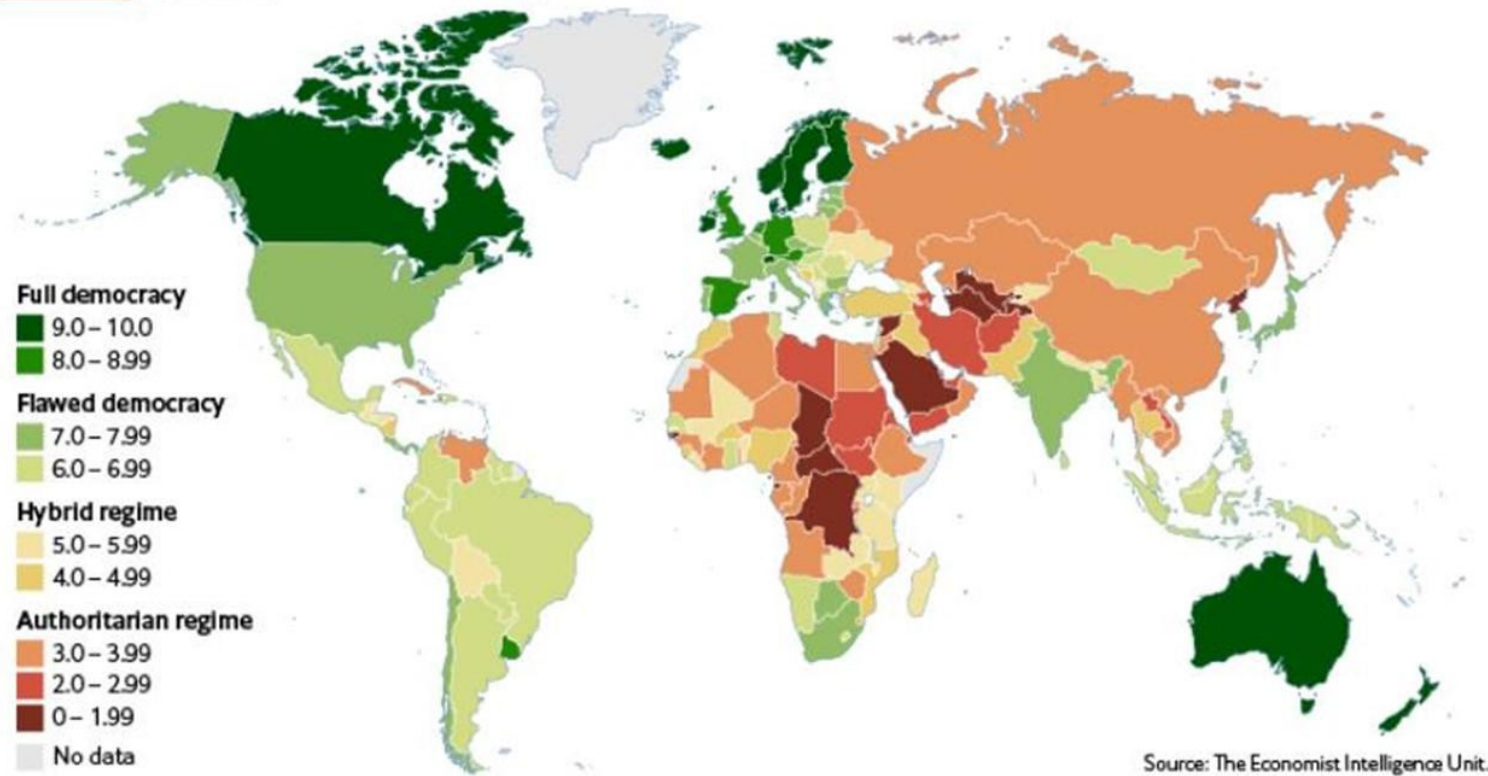 Full democracy
9.0 – 10.0
8.0 – 8.99
Flawed democracy
7.0 – 7.99
6.0 – 6.99
Hybrid regime
5.0 – 5.99
4.0 – 4.99
Authoritarian regime
3.0 – 3.99
2.0 – 2.99
0 – 1.99
No data
Source: The Economist Intelligence Unit.